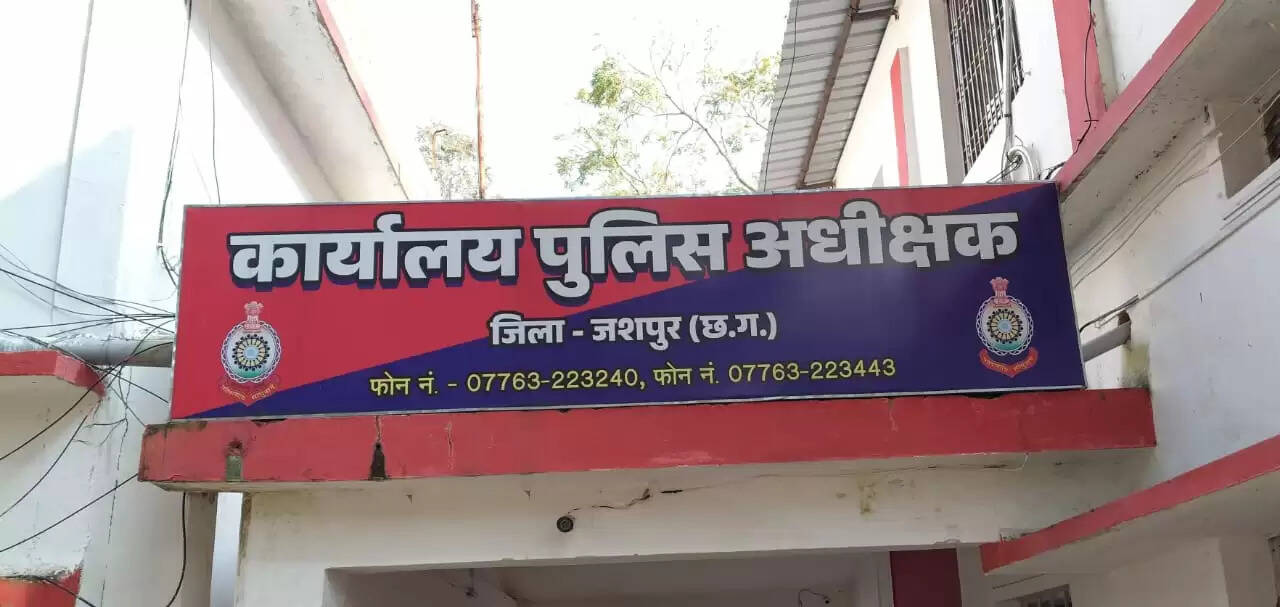 कार्यालय पुलिस अधीक्षक
जिला - जशपुर (छ.ग.)
फोन नं. - 07763-223240, फोन नं. 07763-223443